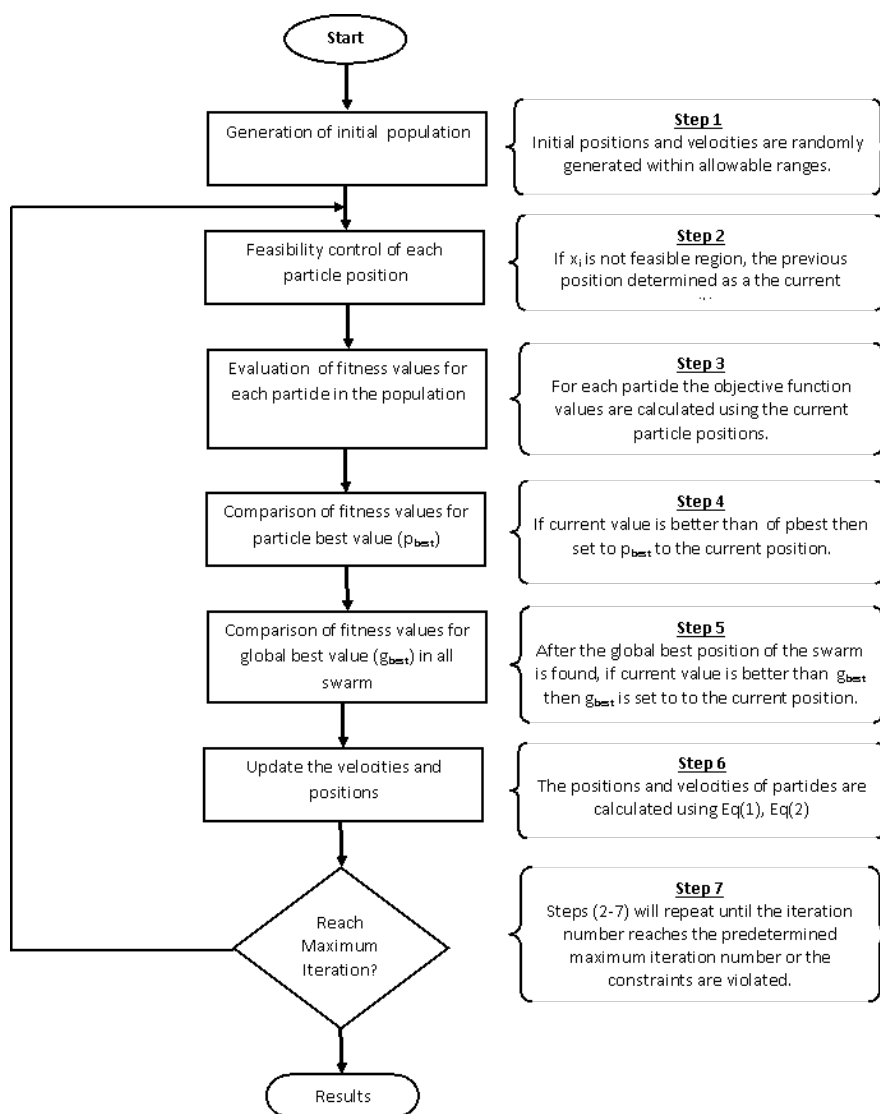 Start
Generation of initial population
Step 1
Initial positions and velocities are randomly
generated within allowable ranges.
Feasibility control of each
particle position
Step 2
If xᵢ is not feasible region, the previous
position determined as a the current
Evaluation of fitness values for
each partide in the population
Step 3
For each partide the objective function
values are calculated using the current
particle positions.
Comparison of fitness values for
particle best value (p_best)
Step 4
If current value is better than of pbest then
set to p_best to the current position.
Comparison of fitness values for
global best value (g_best) in all
swarm
Step 5
After the global best position of the swarm
is found, if current value is better than g_best
then g_best is set to to the current position.
Update the velocities and
positions
Step 6
The positions and velocities of partides are
calculated using Eq(1), Eq(2)
Reach
Maximum
Iteration?
Step 7
Steps (2-7) will repeat until the iteration
number reaches the predetermined
maximum iteration number or the
constraints are violated.
Results